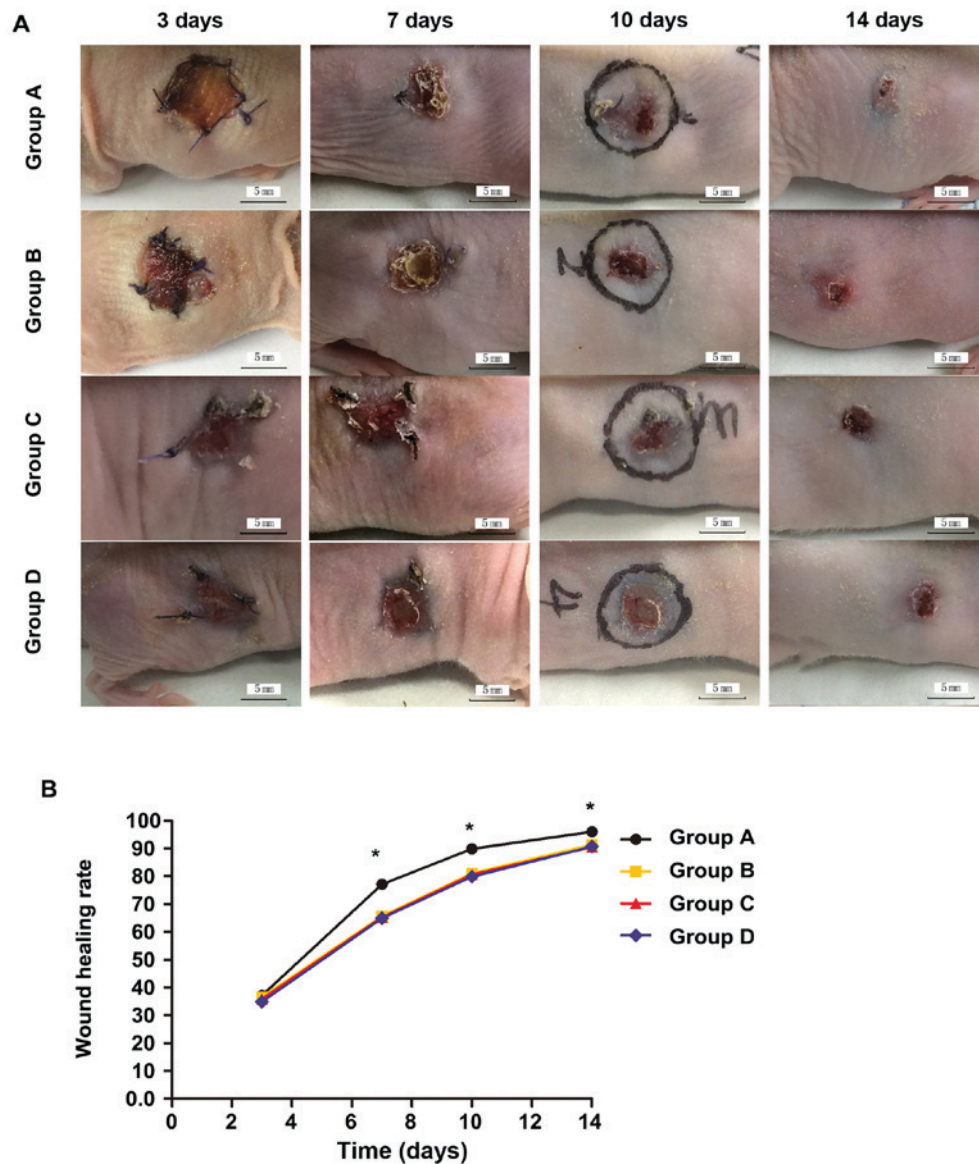 A
3 days
7 days
10 days
14 days
Group A
5 mm
5 mm
5 mm
5 mm
Group B
5 mm
5 mm
5 mm
5 mm
Group C
5 mm
5 mm
5 mm
5 mm
Group D
5 mm
5 mm
5 mm
5 mm
B
Wound healing rate
100
90
80
70
60
50
40
30
20
10
0.0
0
2
4
6
8
10
12
14
Time (days)
*
*
*
Group A
Group B
Group C
Group D